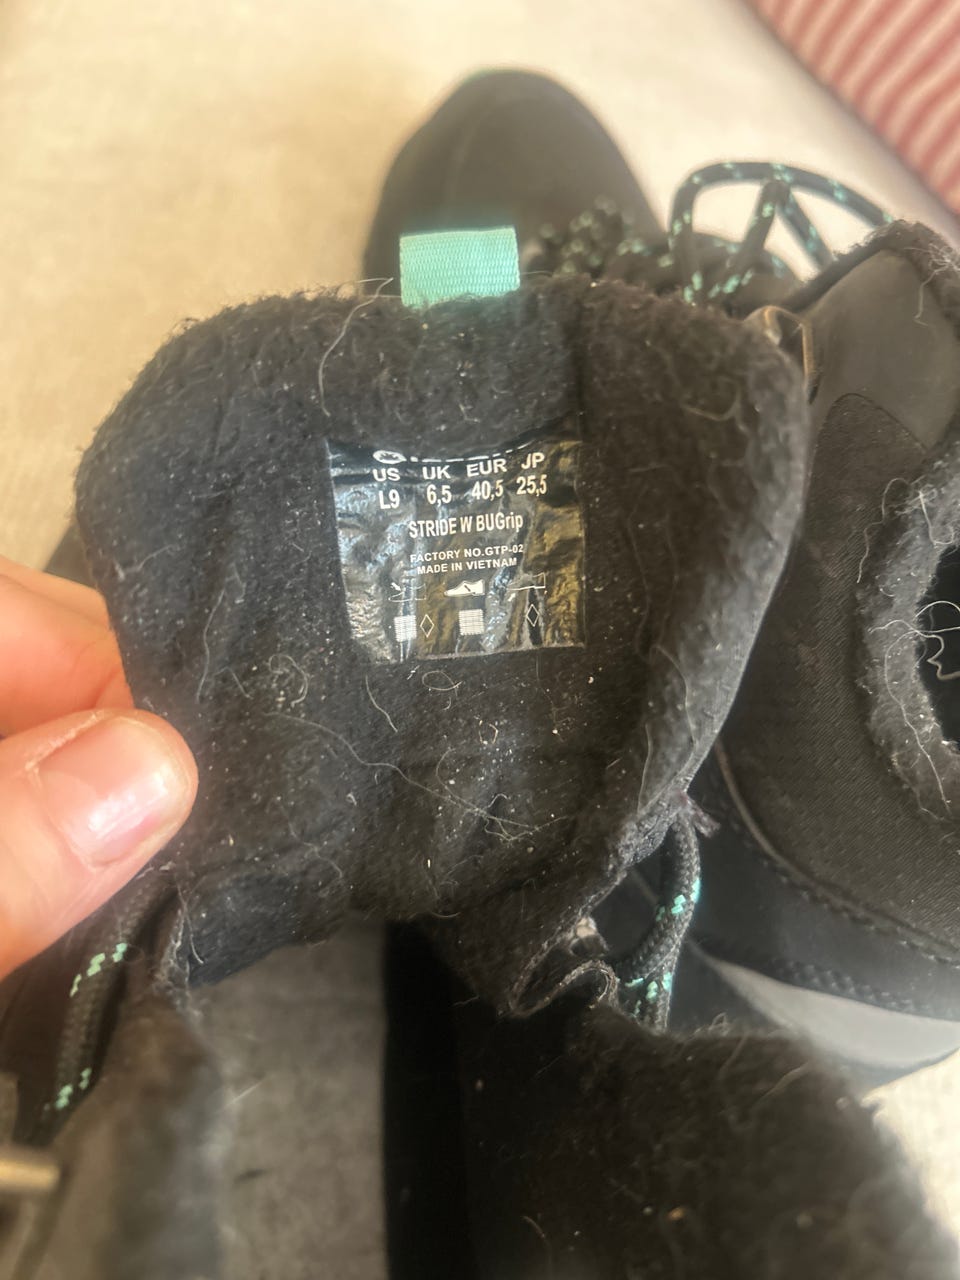 US UK EUR JP
L9 6,5 40,5 25,5
STRIDE W BUGrip
FACTORY NO.GTP-02
MADE IN VIETNAM